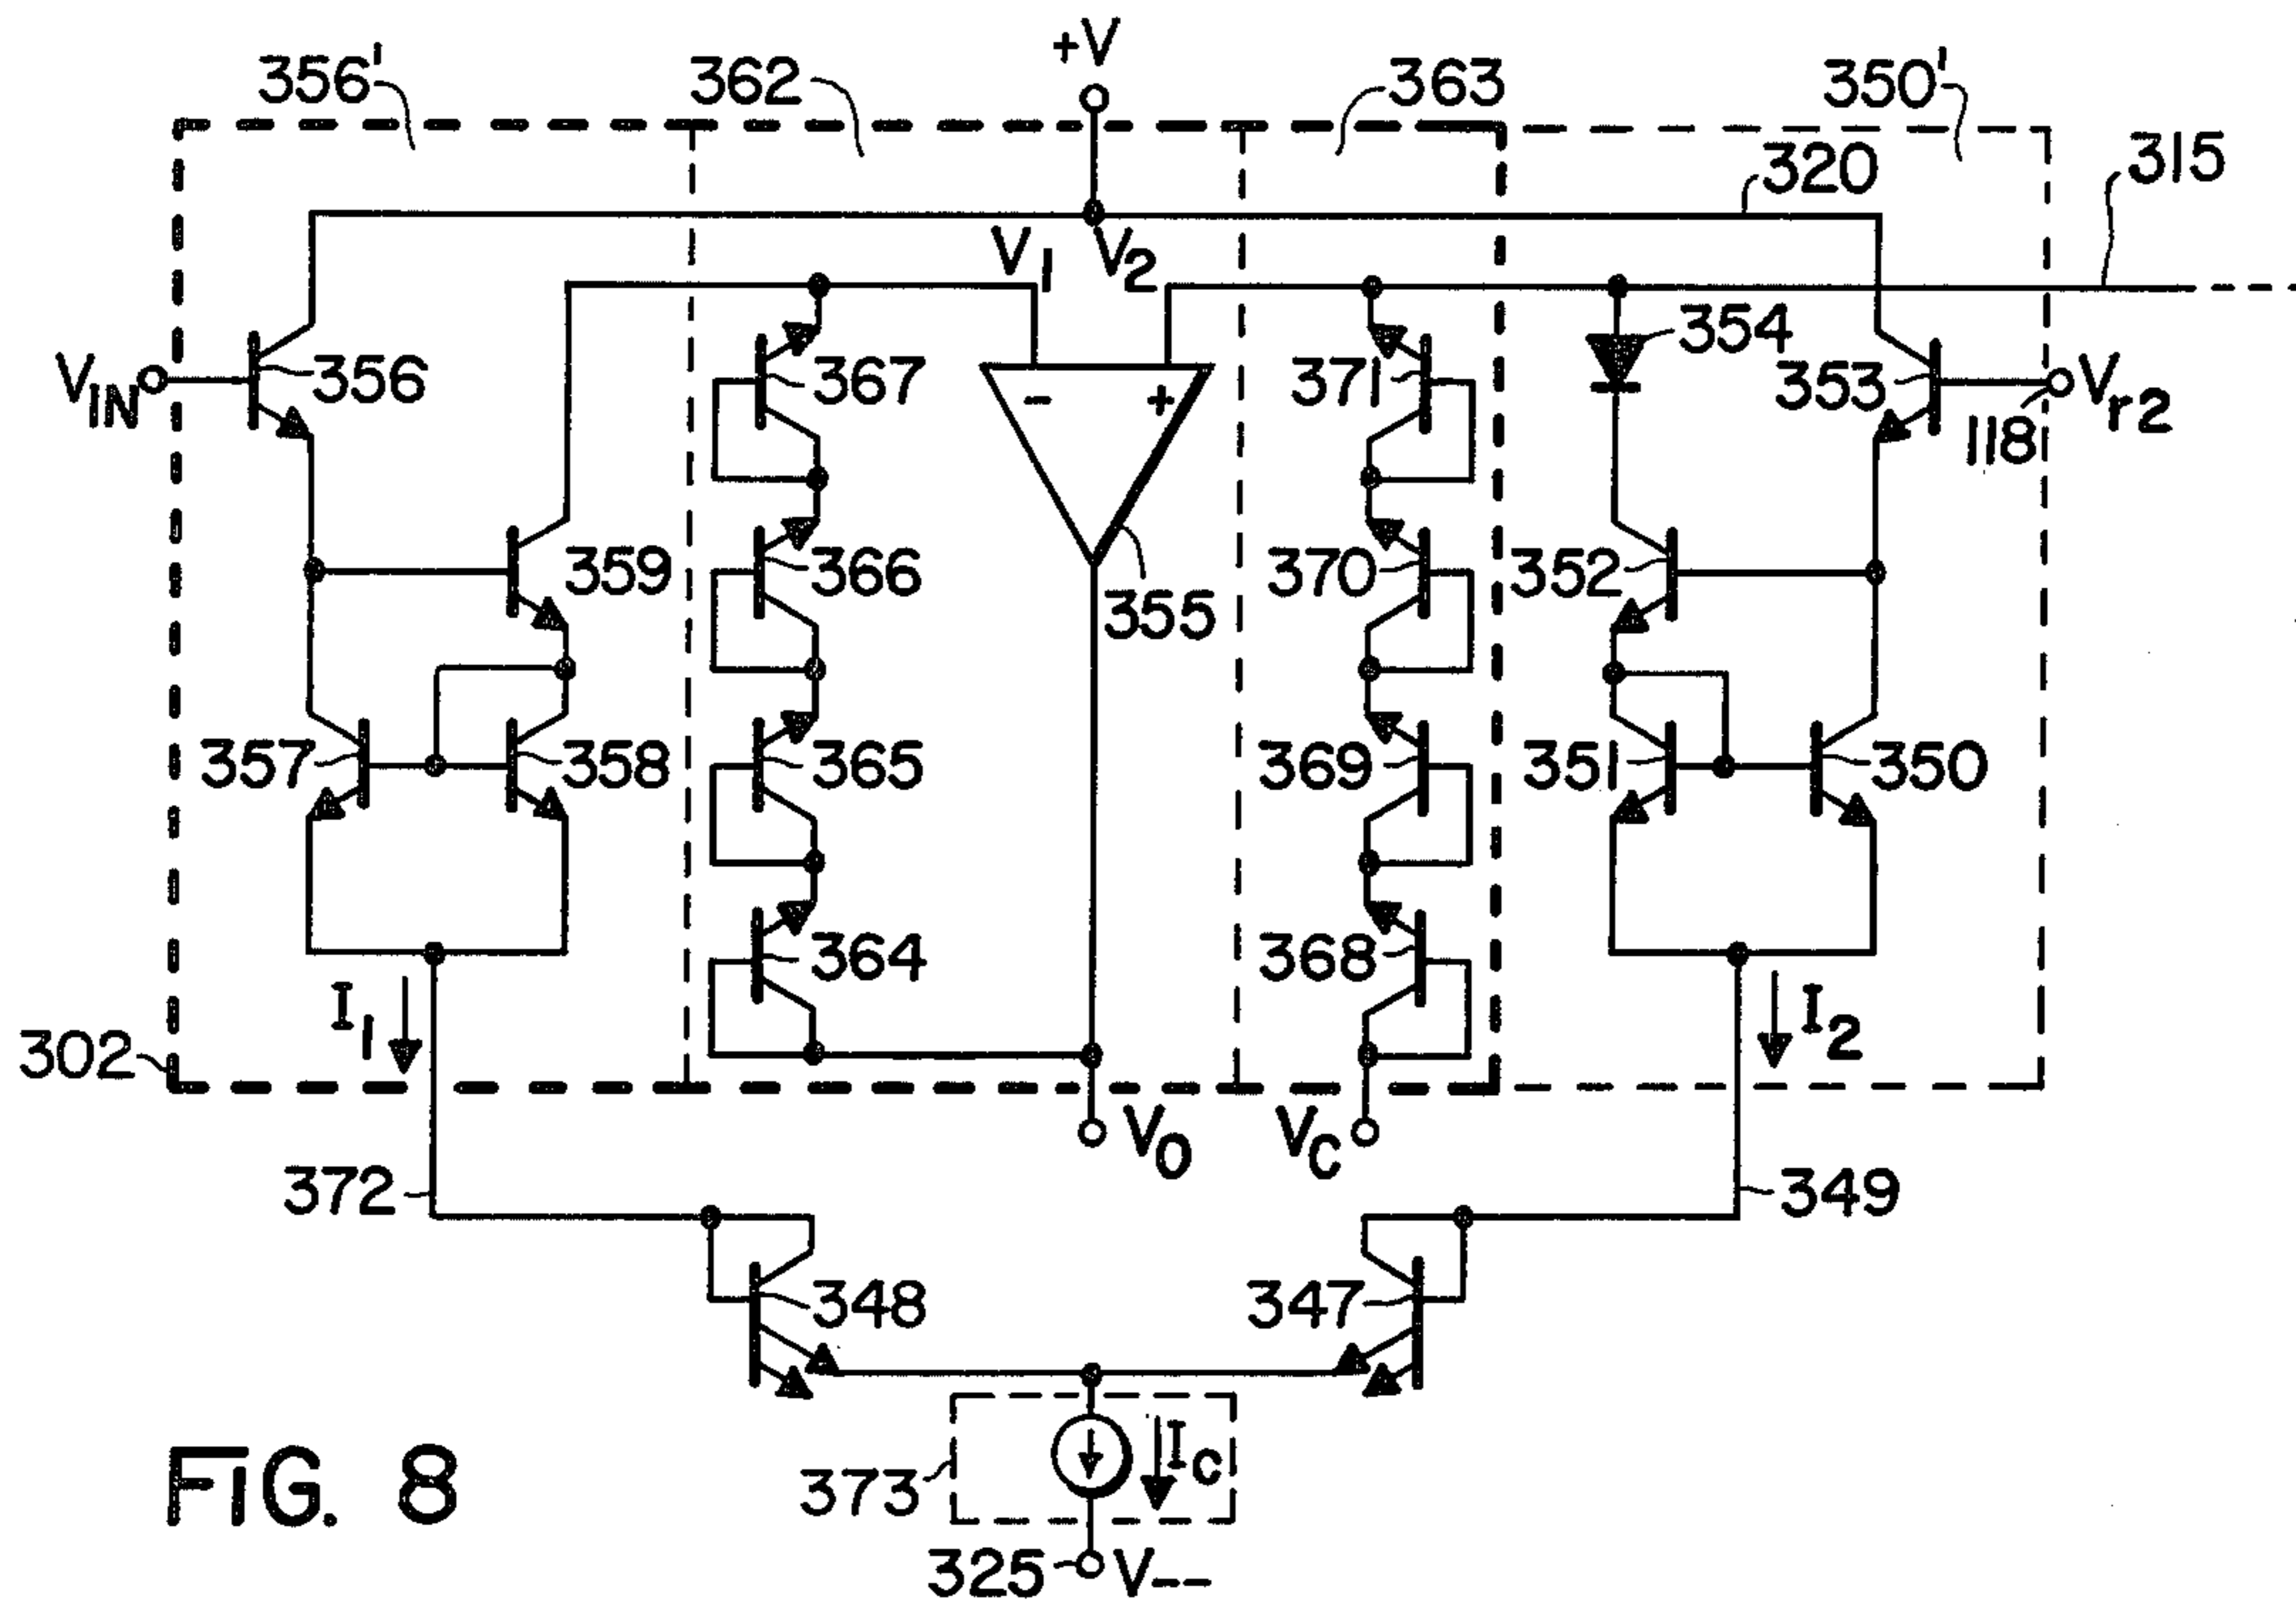 +V
356' 362 363 350'
320 315
V1 V2
VIN 356 367 - + 371 354 353 118 Vr2
359 366 355 370 352
357 358 365 369 351 350
364 368
302 I1 I2
VO VC
372 349
348 347
FIG. 8 373 IC
325 V--